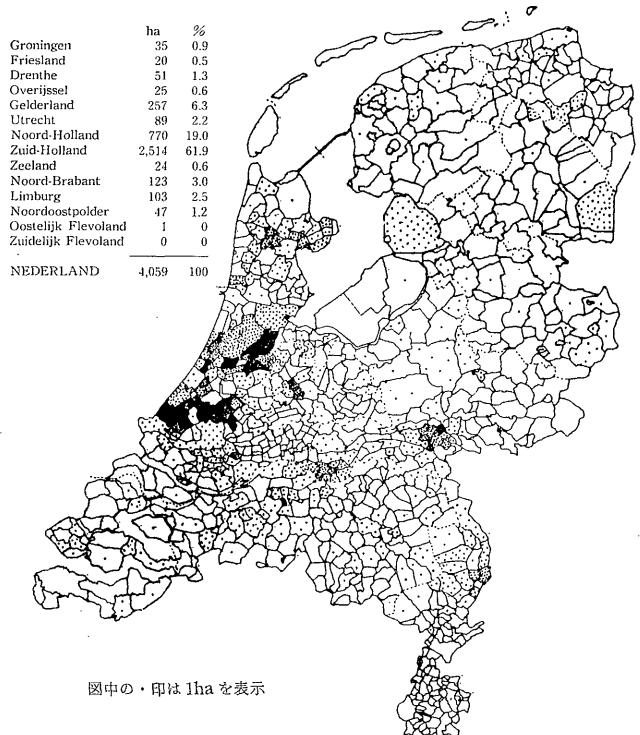 ha %
Groningen 35 0.9
Friesland 20 0.5
Drenthe 51 1.3
Overijssel 25 0.6
Gelderland 257 6.3
Utrecht 89 2.2
Noord-Holland 770 19.0
Zuid-Holland 2,514 61.9
Zeeland 24 0.6
Noord-Brabant 123 3.0
Limburg 103 2.5
Noordoostpolder 47 1.2
Oostelijk Flevoland 1 0
Zuidelijk Flevoland 0 0
NEDERLAND 4,059 100
図中の・印は 1ha を表示